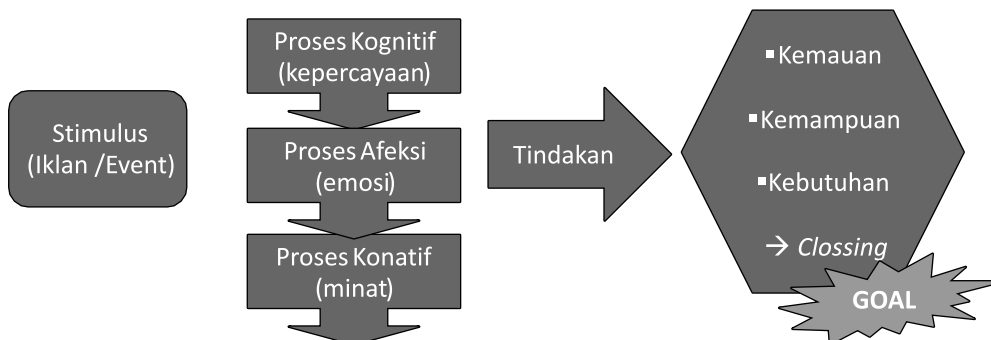 Stimulus
(Iklan /Event)
Proses Kognitif
(kepercayaan)
Proses Afeksi
(emosi)
Proses Konatif
(minat)
Tindakan
▪Kemauan
▪Kemampuan
▪Kebutuhan
→ Clossing
GOAL